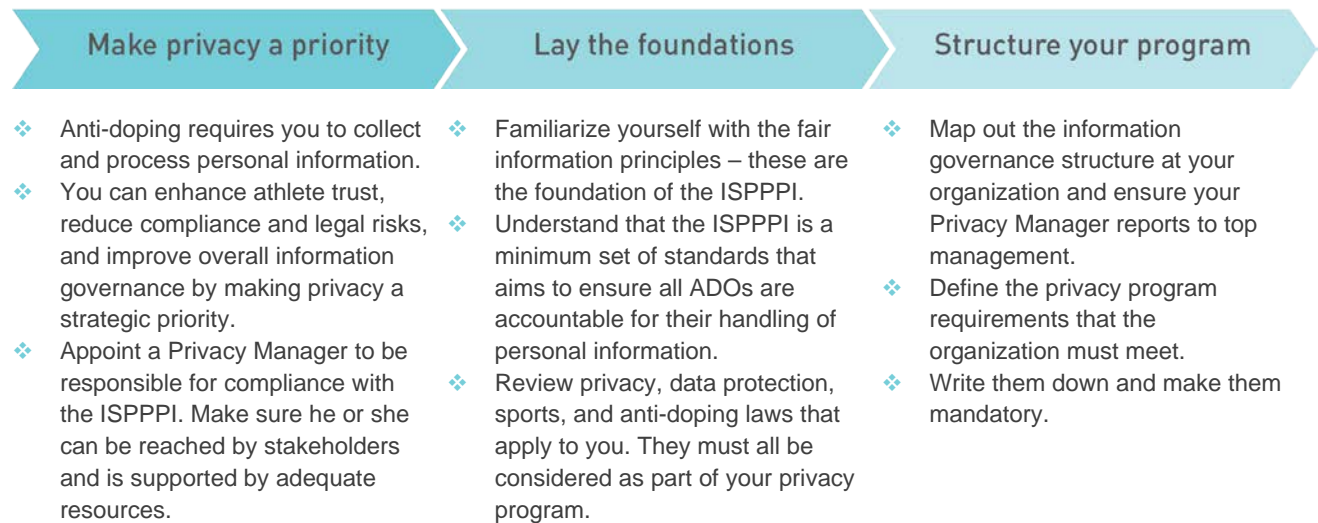 Make privacy a priority
Anti-doping requires you to collect
and process personal information.
You can enhance athlete trust,
reduce compliance and legal risks,
and improve overall information
governance by making privacy a
strategic priority.
Appoint a Privacy Manager to be
responsible for compliance with
the ISPPPI. Make sure he or she
can be reached by stakeholders
and is supported by adequate
resources.
Lay the foundations
Familiarize yourself with the fair
information principles – these are
the foundation of the ISPPPI.
Understand that the ISPPPI is a
minimum set of standards that
aims to ensure all ADOs are
accountable for their handling of
personal information.
Review privacy, data protection,
sports, and anti-doping laws that
apply to you. They must all be
considered as part of your privacy
program.
Structure your program
Map out the information
governance structure at your
organization and ensure your
Privacy Manager reports to top
management.
Define the privacy program
requirements that the
organization must meet.
Write them down and make them
mandatory.